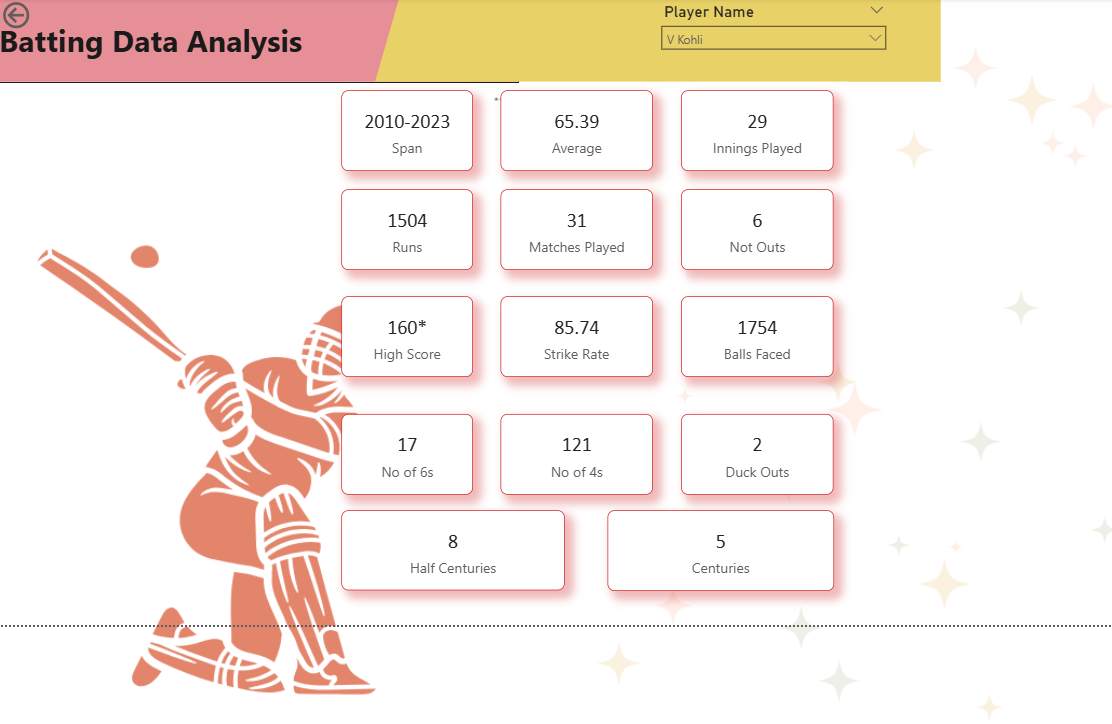 Player Name
Batting Data Analysis
V Kohli
2010-2023
Span
65.39
Average
29
Innings Played
1504
Runs
31
Matches Played
6
Not Outs
160*
High Score
85.74
Strike Rate
1754
Balls Faced
17
No of 6s
121
No of 4s
2
Duck Outs
8
Half Centuries
5
Centuries